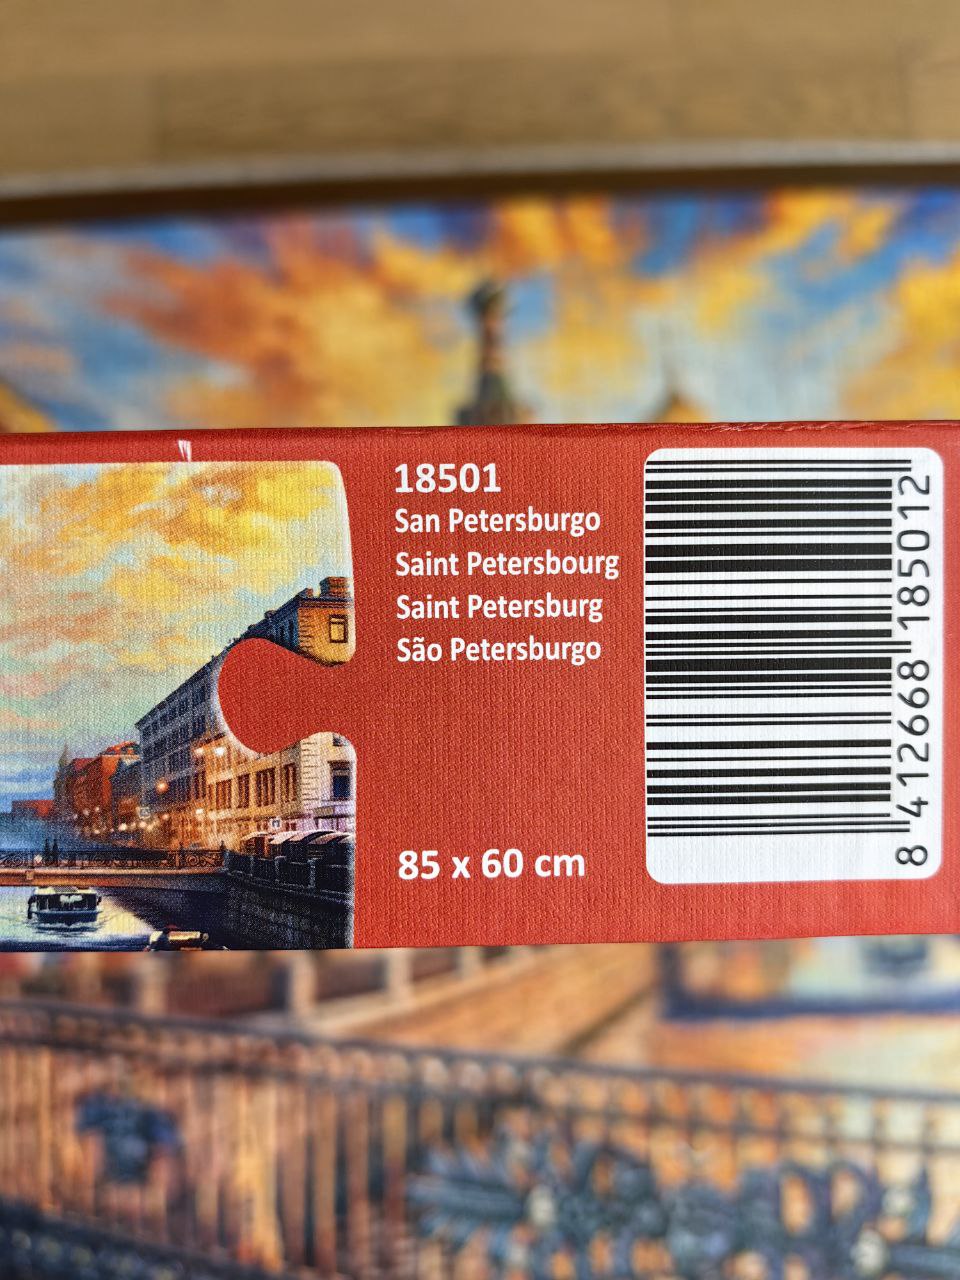 18501
San Petersburgo
Saint Petersbourg
Saint Petersburg
São Petersburgo
85 x 60 cm
8 412668 185012